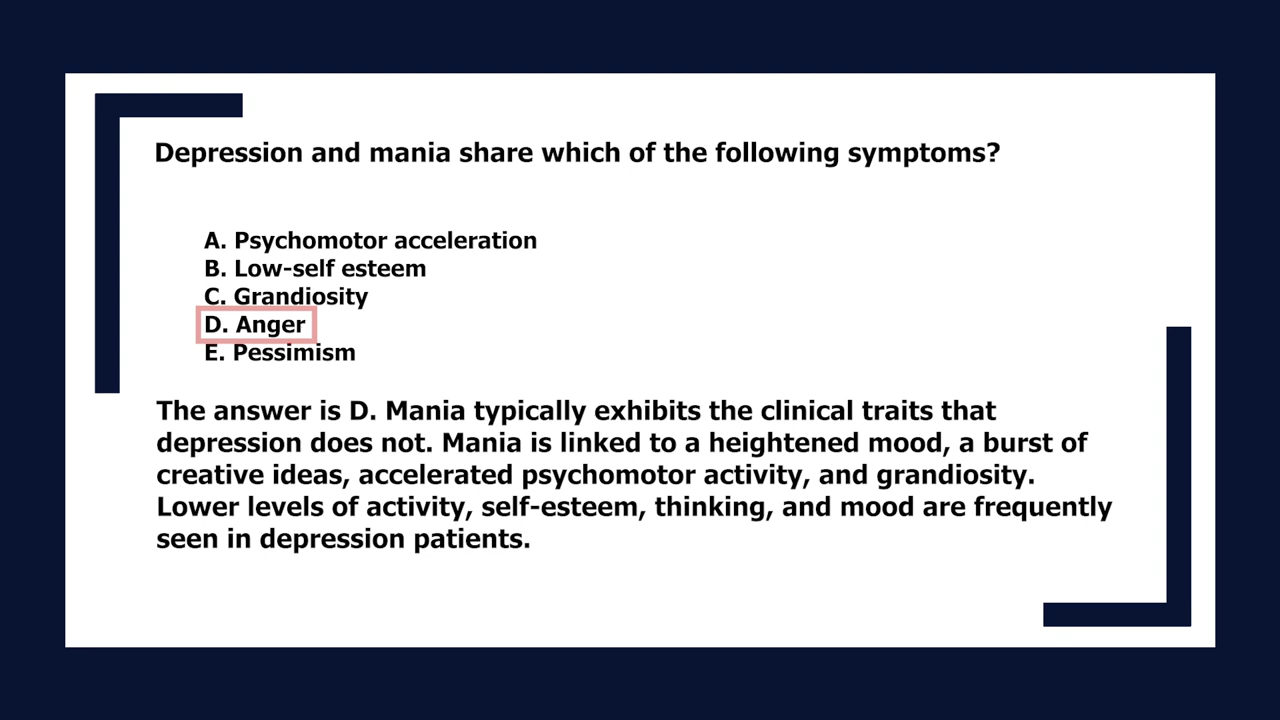 Depression and mania share which of the following symptoms?
A. Psychomotor acceleration
B. Low-self esteem
C. Grandiosity
D. Anger
E. Pessimism
The answer is D. Mania typically exhibits the clinical traits that
depression does not. Mania is linked to a heightened mood, a burst of
creative ideas, accelerated psychomotor activity, and grandiosity.
Lower levels of activity, self-esteem, thinking, and mood are frequently
seen in depression patients.